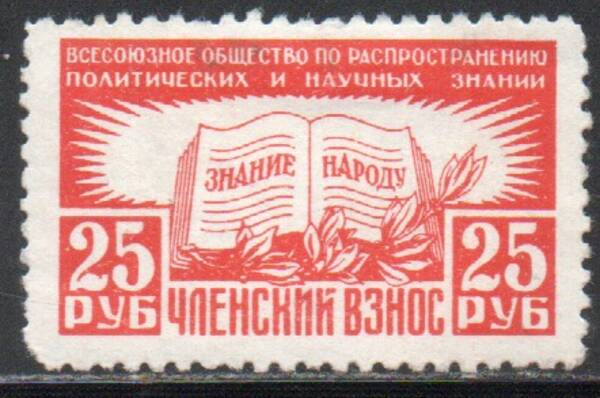 ВСЕСОЮЗНОЕ ОБЩЕСТВО ПО РАСПРОСТРАНЕНИЮ
ПОЛИТИЧЕСКИХ И НАУЧНЫХ ЗНАНИЙ
ЗНАНИЕ НАРОДУ
25 РУБ
ЧЛЕНСКИЙ ВЗНОС
25 РУБ